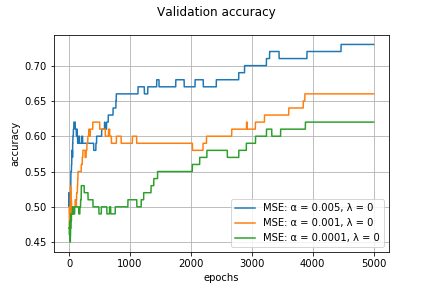 Validation accuracy
accuracy
0.70
0.65
0.60
0.55
0.50
0.45
MSE: α = 0.005, λ = 0
MSE: α = 0.001, λ = 0
MSE: α = 0.0001, λ = 0
0
1000
2000
3000
4000
5000
epochs